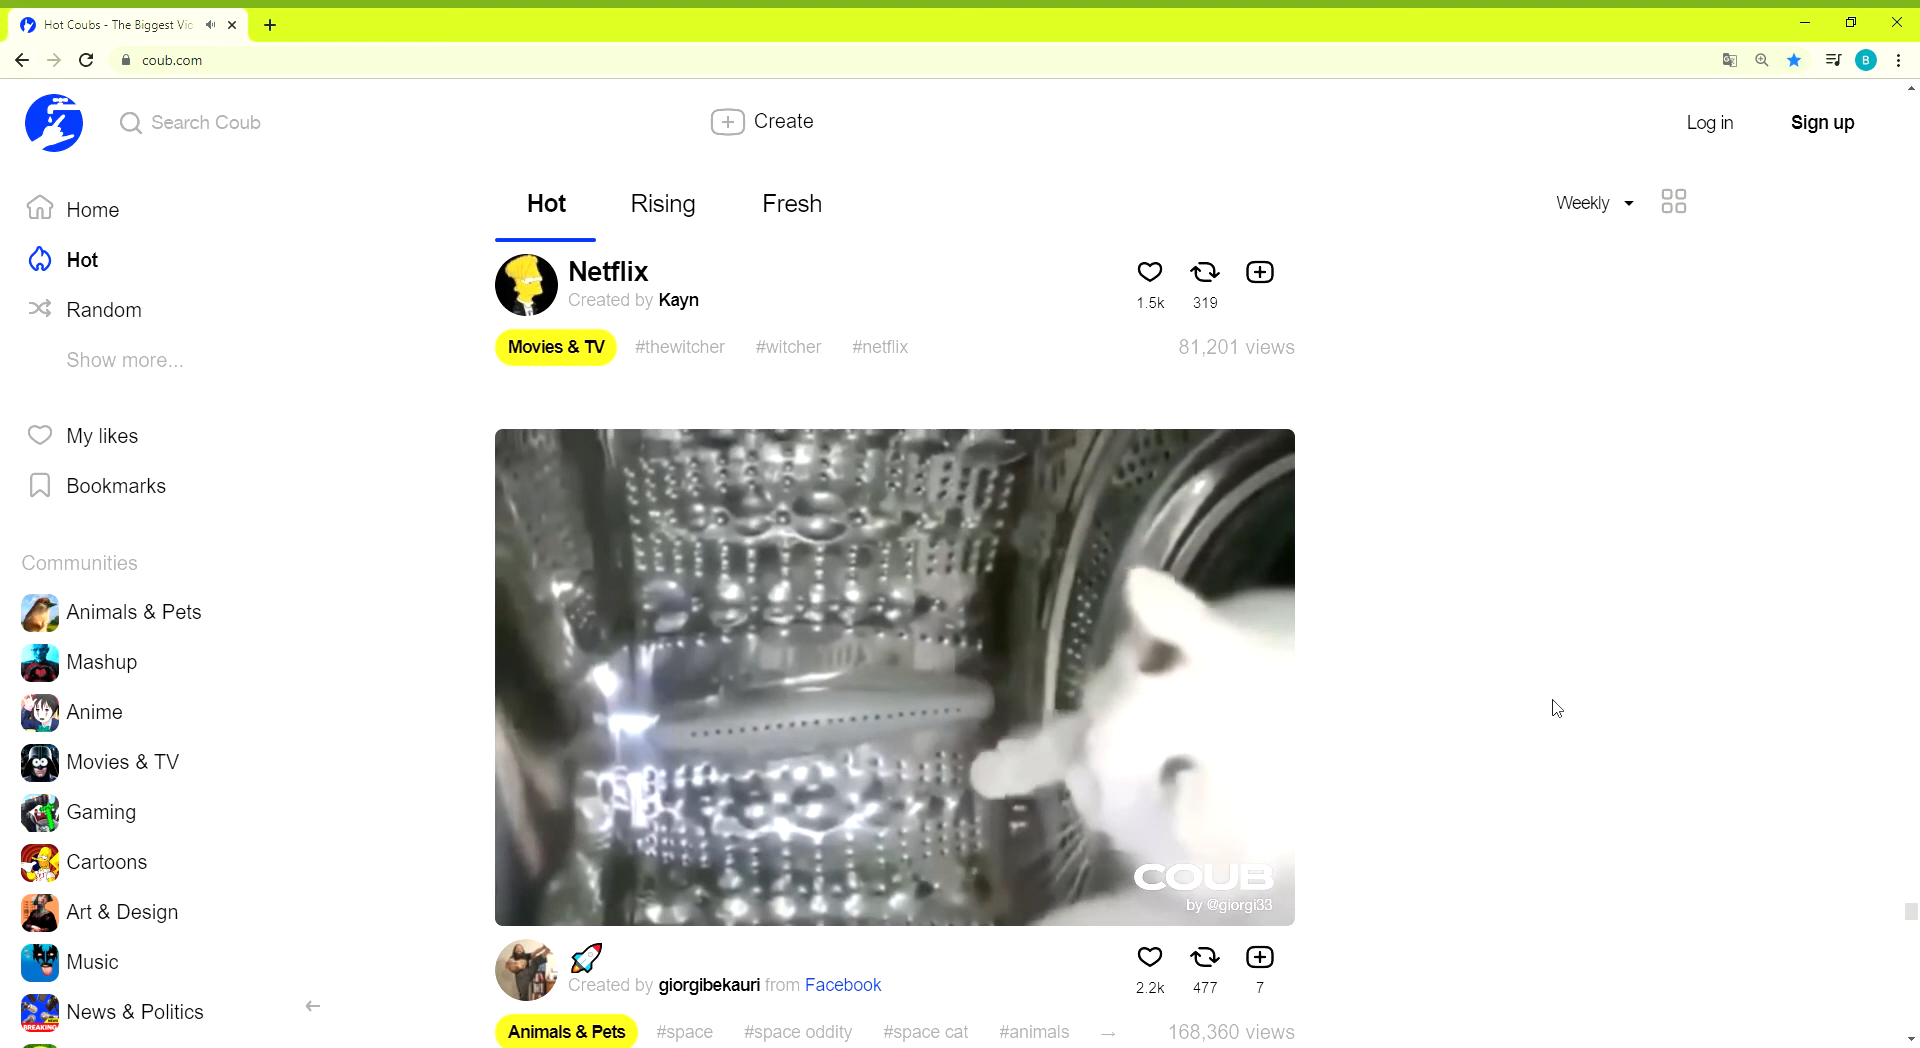 Hot Coubs - The Biggest Vic
coub.com
B
Search Coub
Create
Log in
Sign up
Home
Hot
Random
Show more...
My likes
Bookmarks
Communities
Animals & Pets
Mashup
Anime
Movies & TV
Gaming
Cartoons
Art & Design
Music
News & Politics
BREAKING
Hot
Rising
Fresh
Weekly
Netflix
Created by Kayn
1.5k
319
Movies & TV #thewitcher #witcher #netflix 81,201 views
COUB
by @giorgi33
Created by giorgibekauri from Facebook
2.2k
477
7
Animals & Pets #space #space oddity #space cat #animals → 168,360 views